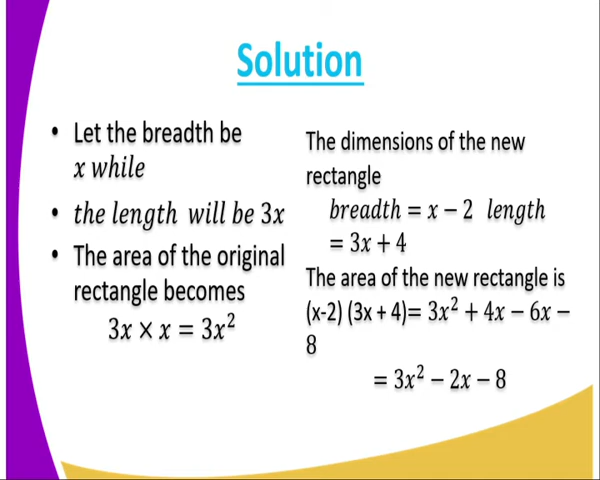 Solution
• Let the breadth be
x while
• the length will be 3x
• The area of the original
rectangle becomes
3x × x = 3x²
The dimensions of the new
rectangle
breadth = x − 2 length
= 3x + 4
The area of the new rectangle is
(x-2) (3x + 4)= 3x² + 4x − 6x −
8
= 3x² − 2x − 8